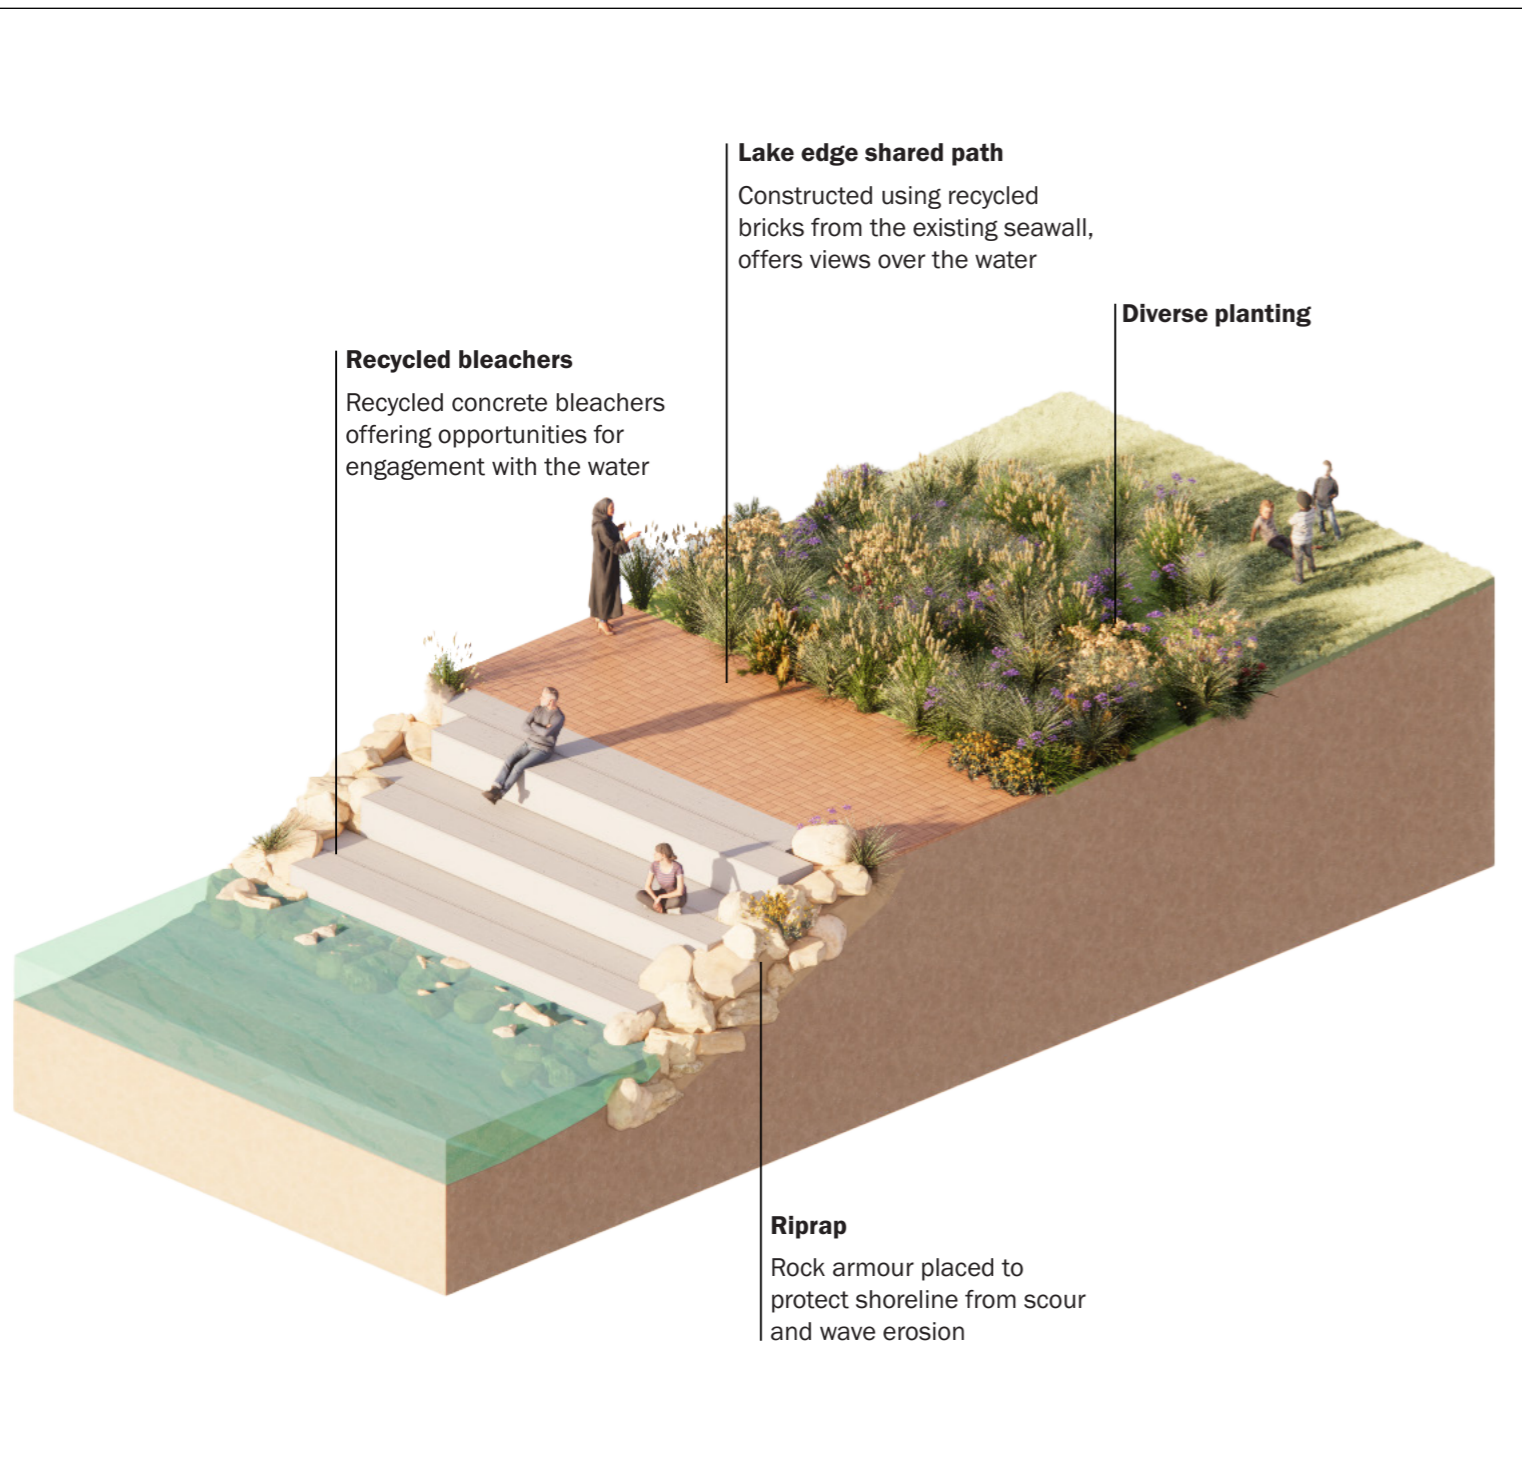 Lake edge shared path
Constructed using recycled
bricks from the existing seawall,
offers views over the water
Diverse planting
Recycled bleachers
Recycled concrete bleachers
offering opportunities for
engagement with the water
Riprap
Rock armour placed to
protect shoreline from scour
and wave erosion